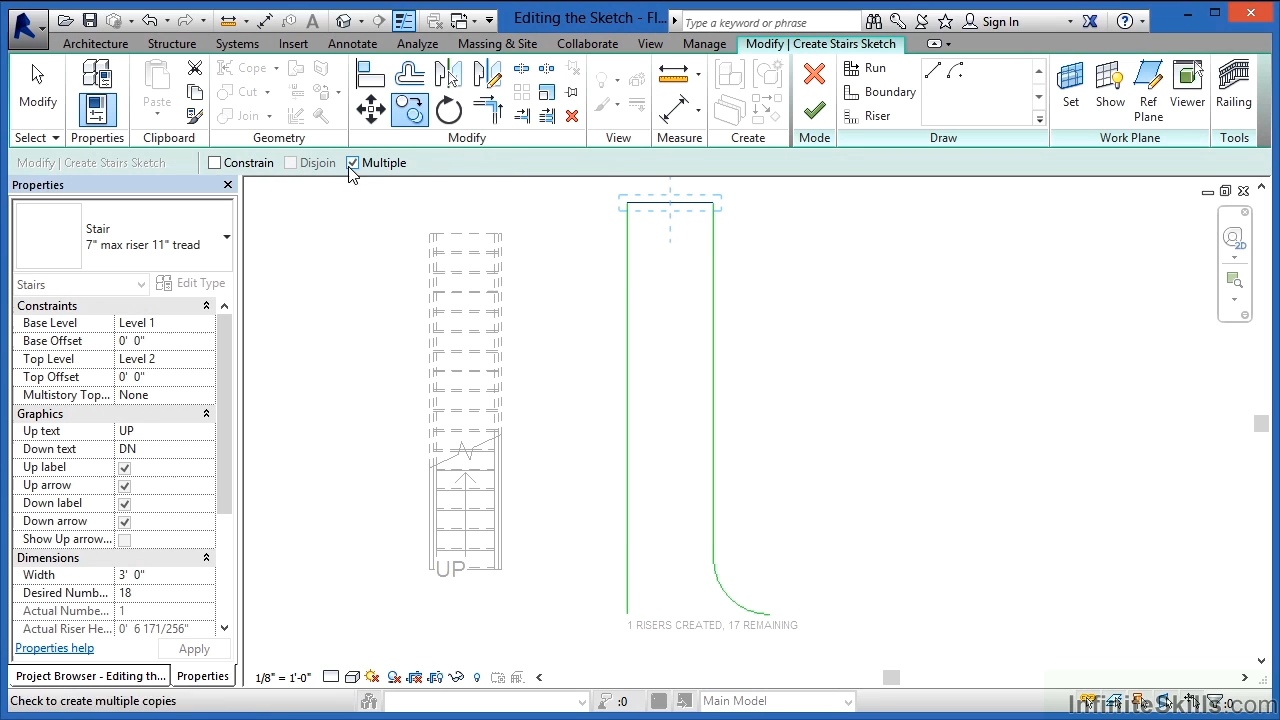 Editing the Sketch - Fl...
Type a keyword or phrase
Sign In
Architecture
Structure
Systems
Insert
Annotate
Analyze
Massing & Site
Collaborate
View
Manage
Modify | Create Stairs Sketch
Modify
Properties
Paste
Cope
Cut
Join
Run
Boundary
Riser
Set
Show
Ref
Plane
Viewer
Railing
Select
Properties
Clipboard
Geometry
Modify
View
Measure
Create
Mode
Draw
Work Plane
Tools
Modify | Create Stairs Sketch
Constrain
Disjoin
Multiple
Properties
Stair
7" max riser 11" tread
Stairs
Edit Type
Constraints
Base Level Level 1
Base Offset 0' 0"
Top Level Level 2
Top Offset 0' 0"
Multistory Top... None
Graphics
Up text UP
Down text DN
Up label
Up arrow
Down label
Down arrow
Show Up arrow...
Dimensions
Width 3' 0"
Desired Numb... 18
Actual Numbe... 1
Actual Riser He... 0' 6 171/256"
Properties help
Apply
Project Browser - Editing th...
Properties
2D
UP
1 RISERS CREATED, 17 REMAINING
1/8" = 1'-0"
Check to create multiple copies
:0
Main Model
:0
InfiniteSkills.com